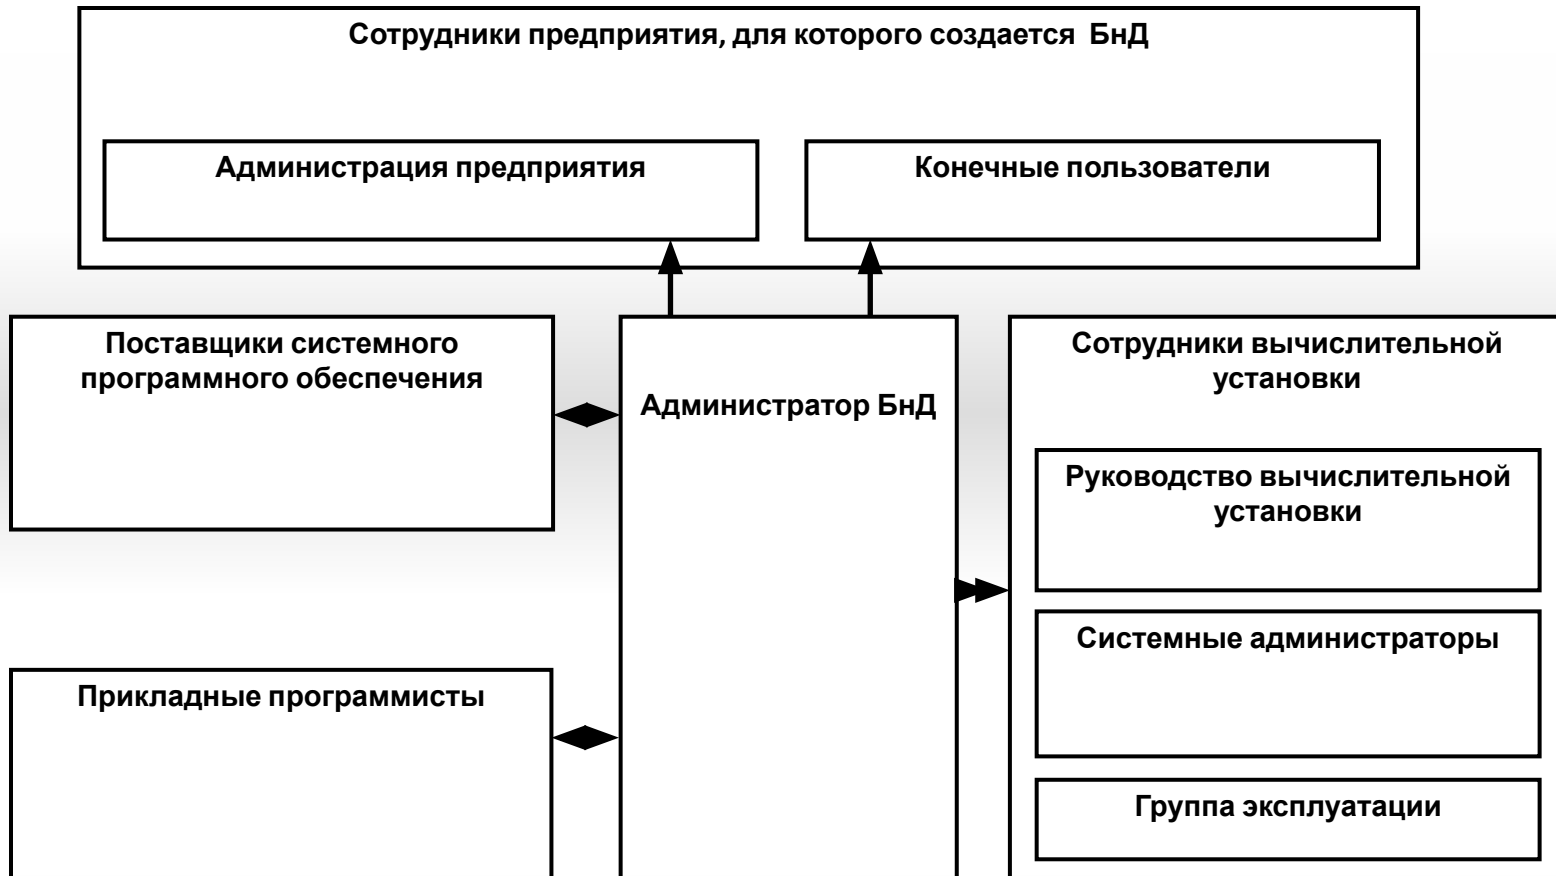 Сотрудники предприятия, для которого создается БнД
Администрация предприятия
Конечные пользователи
Поставщики системного
программного обеспечения
Администратор БнД
Сотрудники вычислительной
установки
Руководство вычислительной
установки
Системные администраторы
Прикладные программисты
Группа эксплуатации